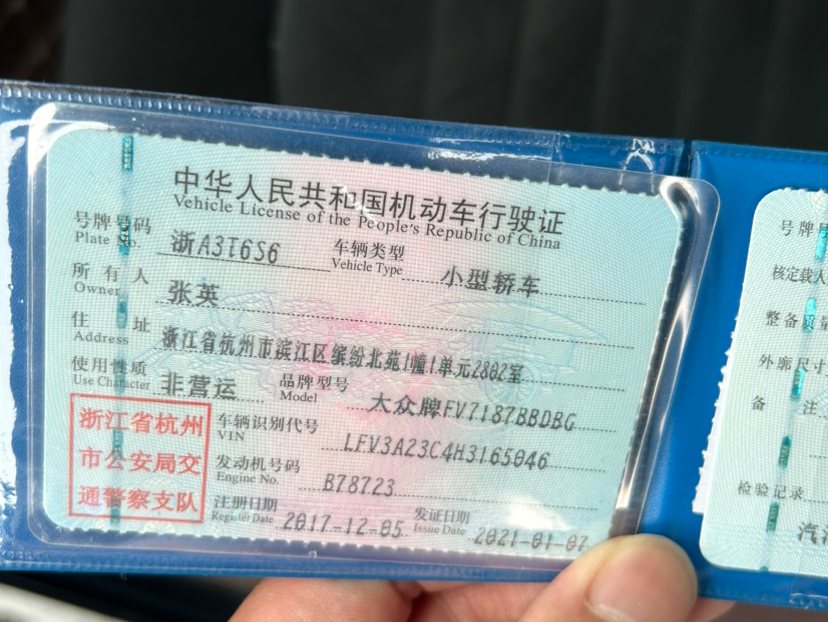 中华人民共和国机动车行驶证
Vehicle License of the People's Republic of China
号牌号码 浙A3T6S6 车辆类型 小型轿车
Plate No. Vehicle Type
所有人 张英
Owner
住址 浙江省杭州市滨江区缤纷北苑1幢1单元2802室
Address
使用性质 非营运 品牌型号 大众牌FV7187BBDBG
Use Character Model
浙江省杭州
市公安局交
通警察支队
车辆识别代号 LFV3A23C4H3165046
VIN
发动机号码 B78723
Engine No.
注册日期 2017-12-05 发证日期 2021-01-07
Register Date Issue Date
号牌号
核定载人
整备质量
外廓尺寸
备注
检验记录
汽